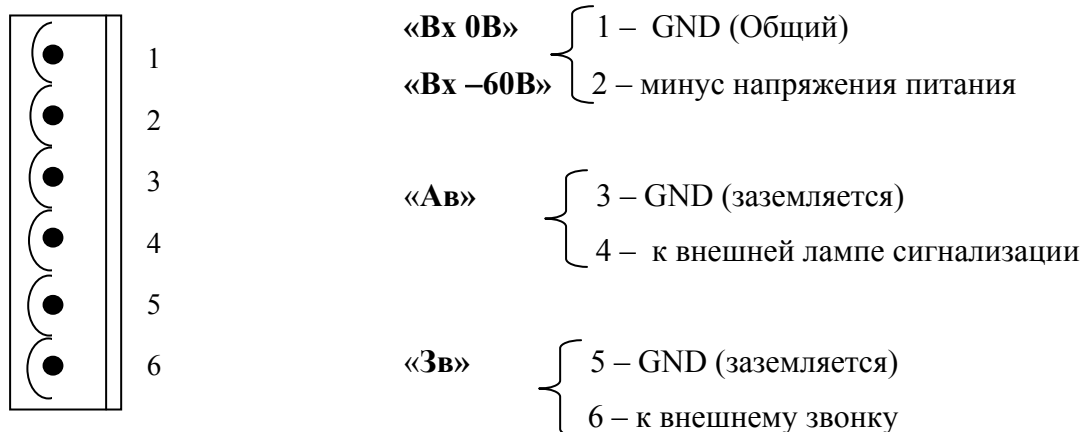 «Вх 0В» 1 – GND (Общий)
1
«Вх –60В» 2 – минус напряжения питания
2
3 «Ав» 3 – GND (заземляется)
4 4 – к внешней лампе сигнализации
5
6 «Зв» 5 – GND (заземляется)
6 – к внешнему звонку